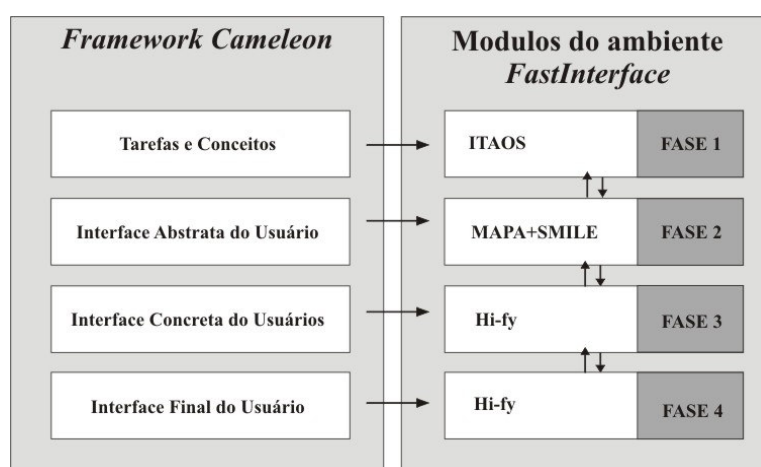 Framework Cameleon
Tarefas e Conceitos
Interface Abstrata do Usuário
Interface Concreta do Usuários
Interface Final do Usuário
Modulos do ambiente
FastInterface
ITAOS
FASE 1
MAPA+SMILE
FASE 2
Hi-fy
FASE 3
Hi-fy
FASE 4